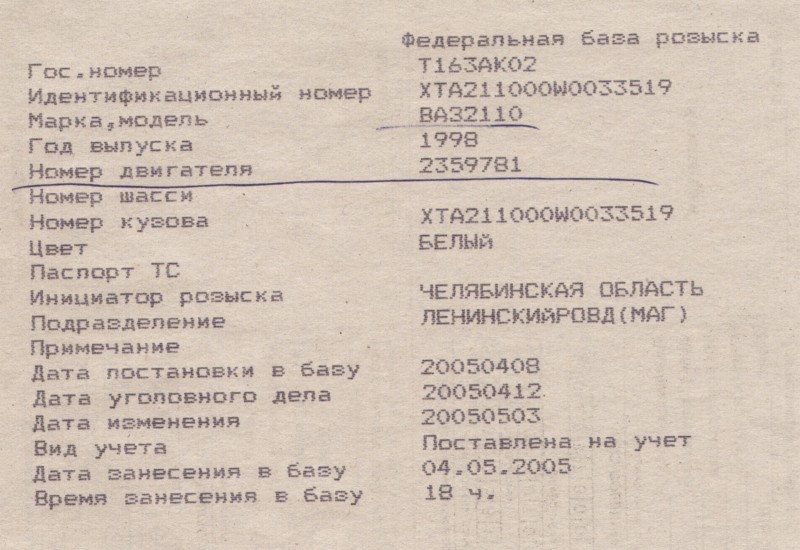 Федеральная база розыска
Гос.номер Т163АК02
Идентификационный номер XTA211000W0033519
Марка,модель ВАЗ2110
Год выпуска 1998
Номер двигателя 2359781
Номер шасси
Номер кузова XTA211000W0033519
Цвет БЕЛЫй
Паспорт ТС
Инициатор розыска ЧЕЛЯБИНСКАЯ ОБЛАСТЬ
Подразделение ЛЕНИНСКИйРОВД(МАГ)
Примечание
Дата постановки в базу 20050408
Дата уголовного дела 20050412
Дата изменения 20050503
Вид учета Поставлена на учет
Дата занесения в базу 04.05.2005
Время занесения в базу 18 ч.